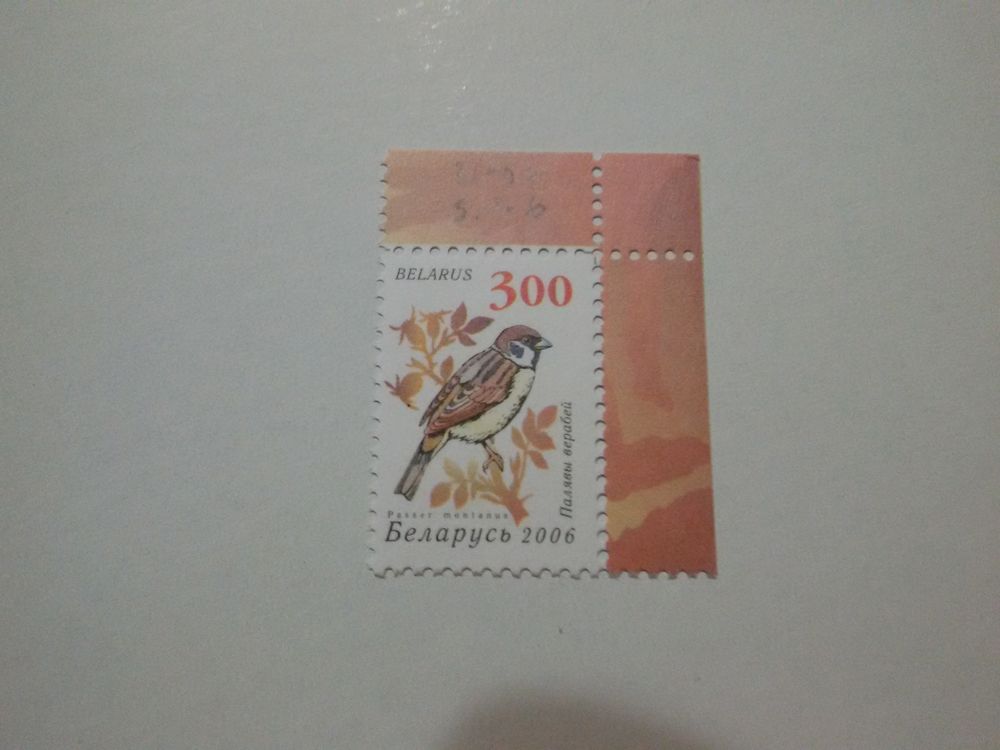 BELARUS
300
Палявы верабей
Passer montanus
Беларусь 2006